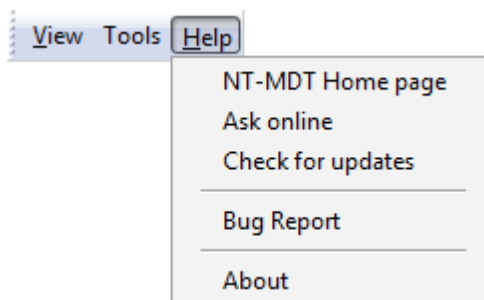 View Tools Help
NT-MDT Home page
Ask online
Check for updates
Bug Report
About